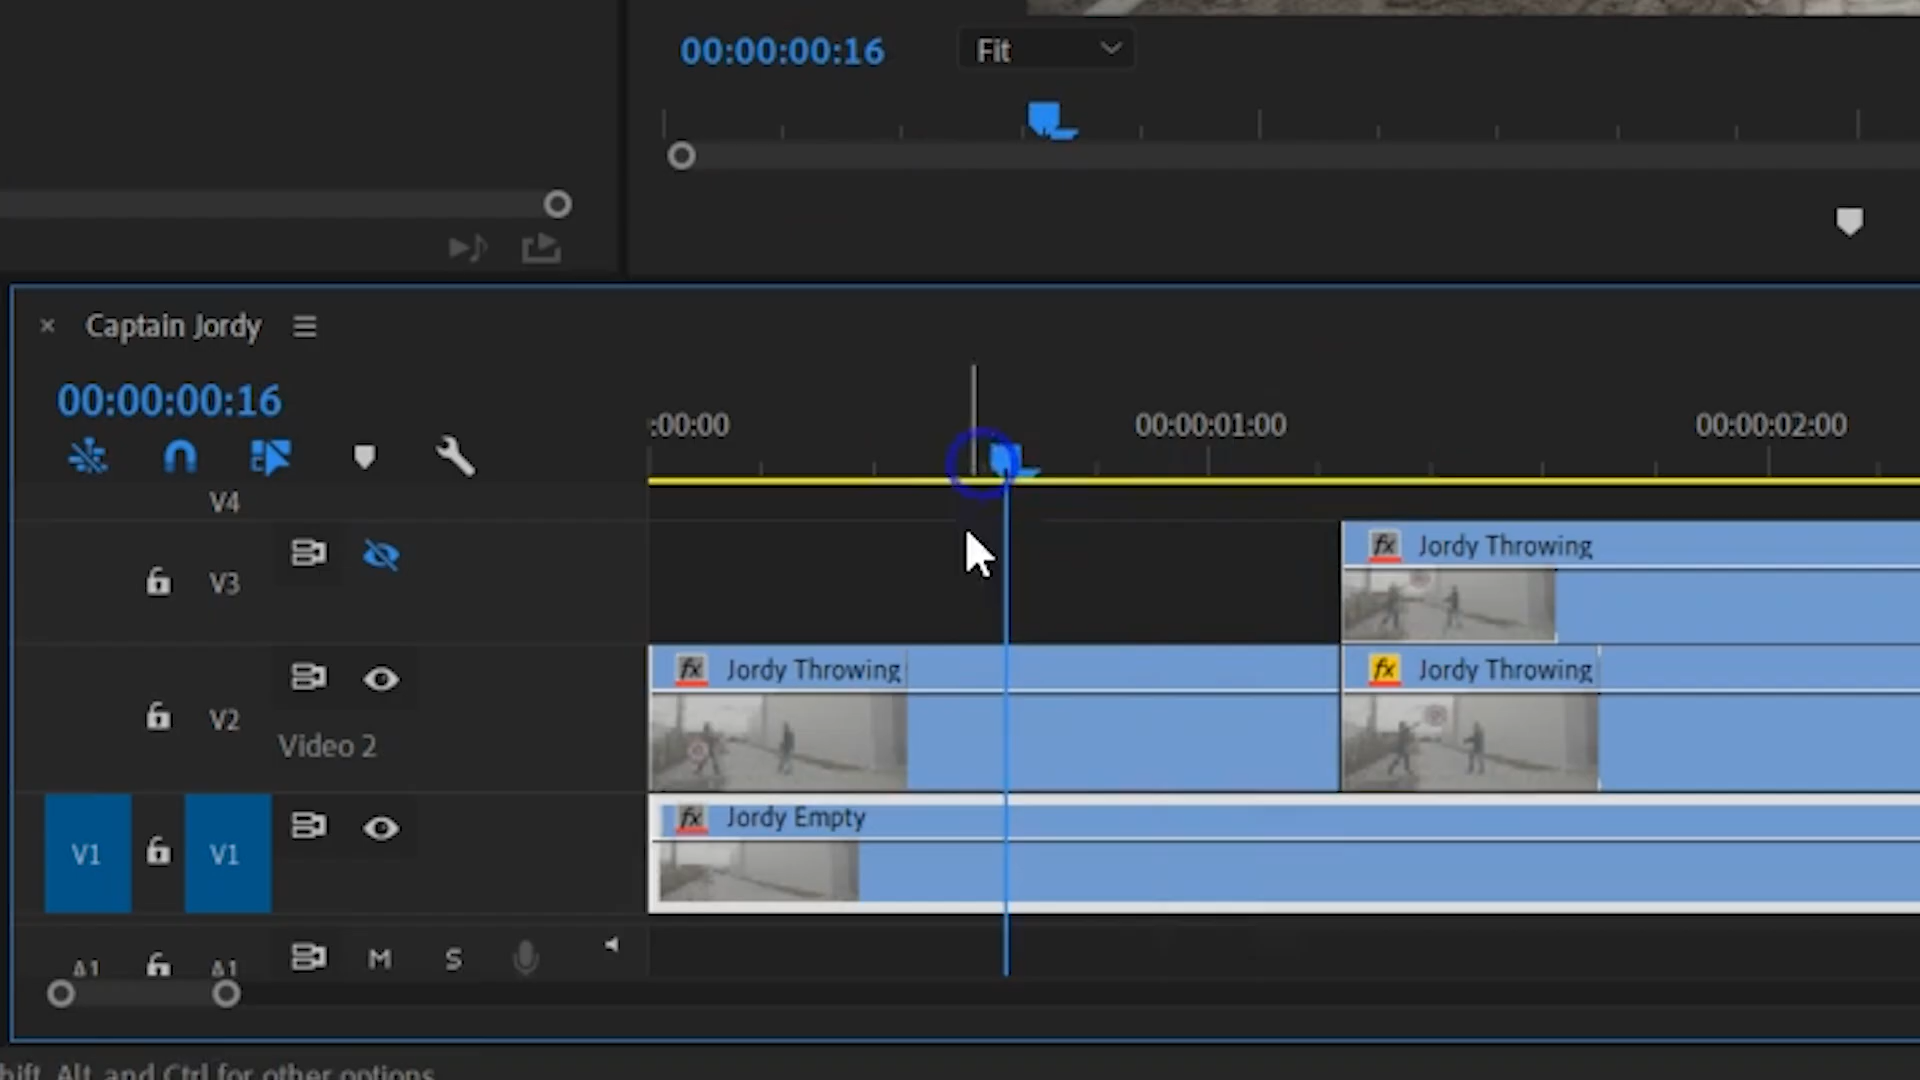 00:00:00:16
Fit
Captain Jordy
00:00:00:16
:00:00
00:00:01:00
00:00:02:00
V4
V3
fx Jordy Throwing
V2
Video 2
fx Jordy Throwing
fx Jordy Throwing
V1
V1
fx Jordy Empty
A1
A1
M
S
hift, Alt, and Ctrl for other options.